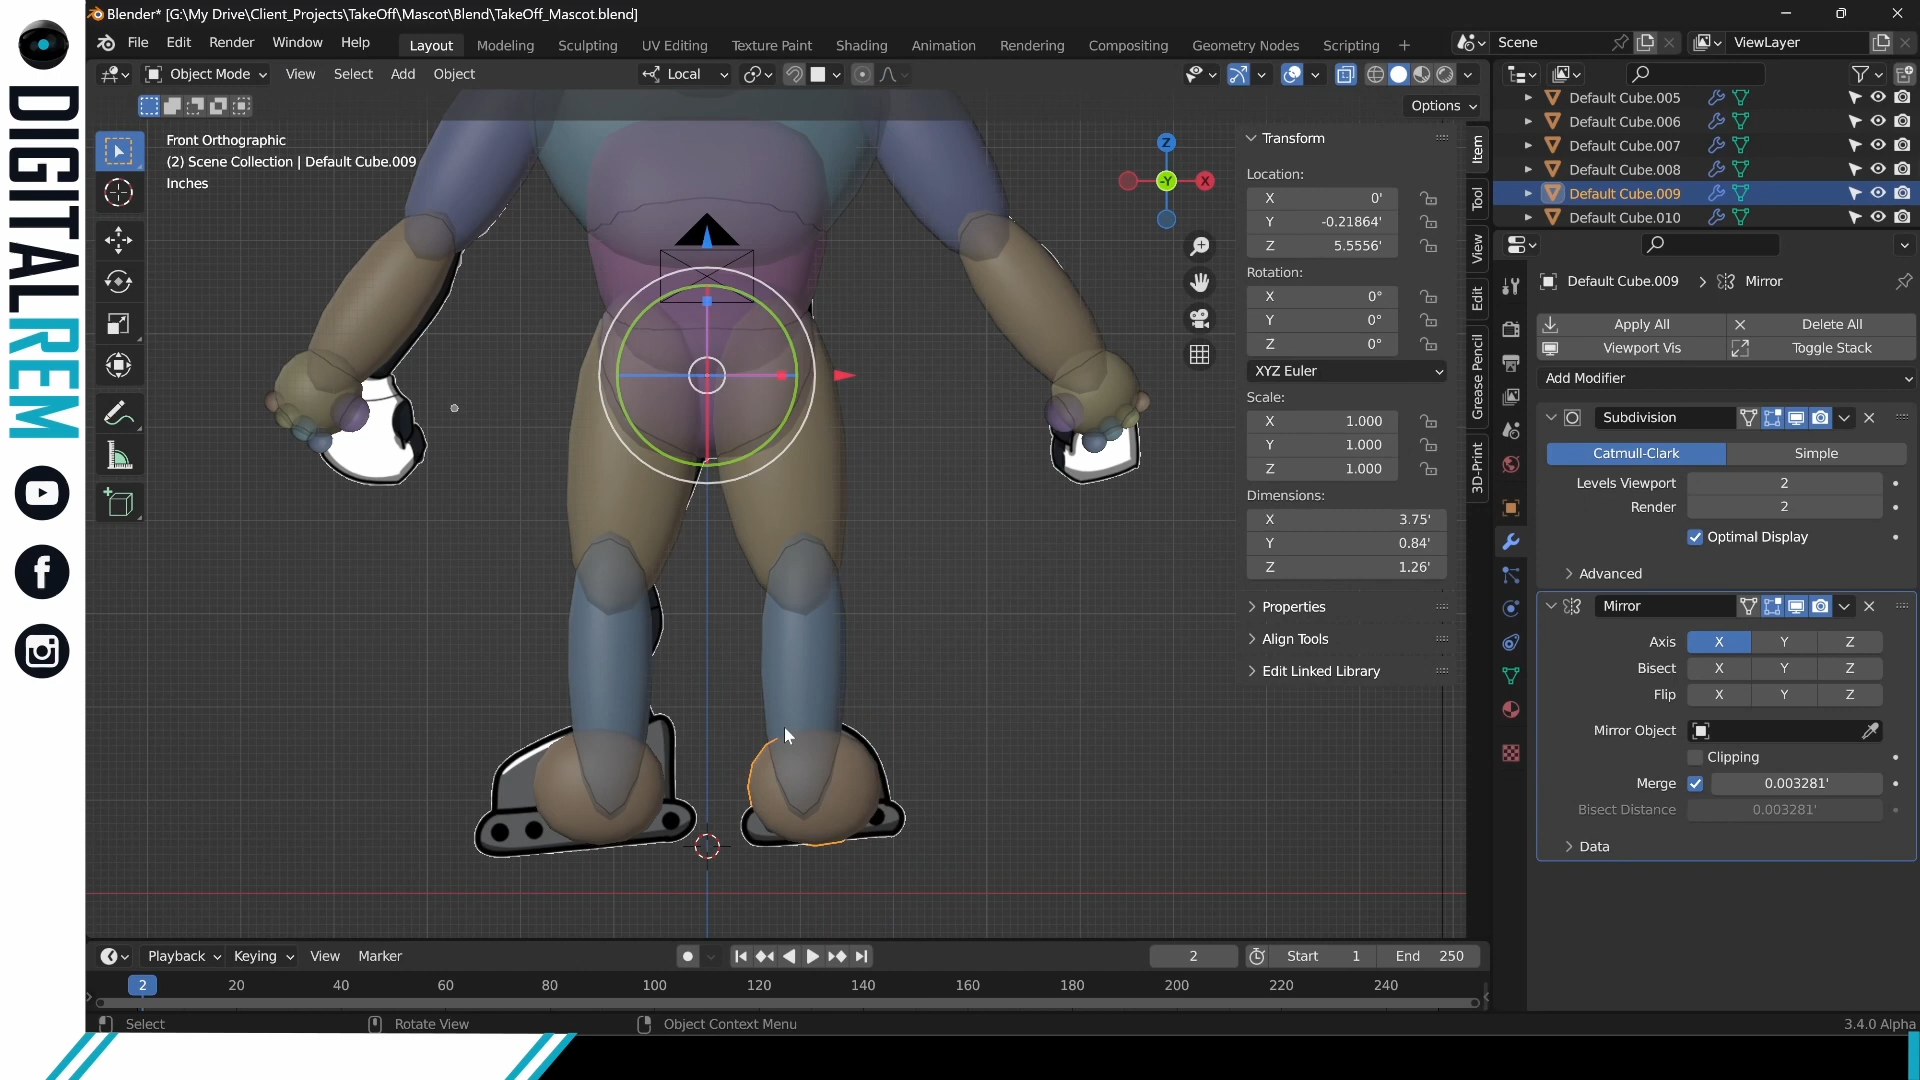 DIGITALREM
Blender* [G:\My Drive\Client_Projects\TakeOff\Mascot\Blend\TakeOff_Mascot.blend]
File Edit Render Window Help Layout Modeling Sculpting UV Editing Texture Paint Shading Animation Rendering Compositing Geometry Nodes Scripting + Scene ViewLayer
Object Mode View Select Add Object Local
Options
Front Orthographic
(2) Scene Collection | Default Cube.009
Inches
Z
-Y
X
Transform
Location:
X 0'
Y -0.21864'
Z 5.5556'
Rotation:
X 0°
Y 0°
Z 0°
XYZ Euler
Scale:
X 1.000
Y 1.000
Z 1.000
Dimensions:
X 3.75'
Y 0.84'
Z 1.26'
Properties
Align Tools
Edit Linked Library
Item
Tool
View
Edit
Grease Pencil
3D-Print
Default Cube.005
Default Cube.006
Default Cube.007
Default Cube.008
Default Cube.009
Default Cube.010
Default Cube.009 > Mirror
Apply All Delete All
Viewport Vis Toggle Stack
Add Modifier
Subdivision
Catmull-Clark Simple
Levels Viewport 2
Render 2
Optimal Display
Advanced
Mirror
Axis X Y Z
Bisect X Y Z
Flip X Y Z
Mirror Object
Clipping
Merge 0.003281'
Bisect Distance 0.003281'
Data
Playback Keying View Marker 2 Start 1 End 250
2 20 40 60 80 100 120 140 160 180 200 220 240
Select Rotate View Object Context Menu 3.4.0 Alpha